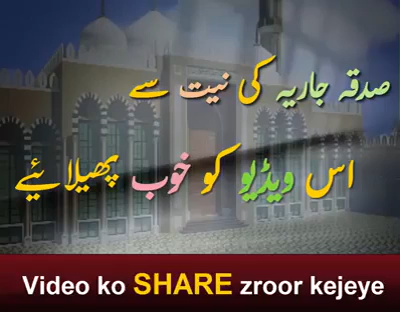 صدقہ جاریہ کی نیت سے
اس ویڈیو کو خوب پھیلائیے
Video ko SHARE zroor kejeye